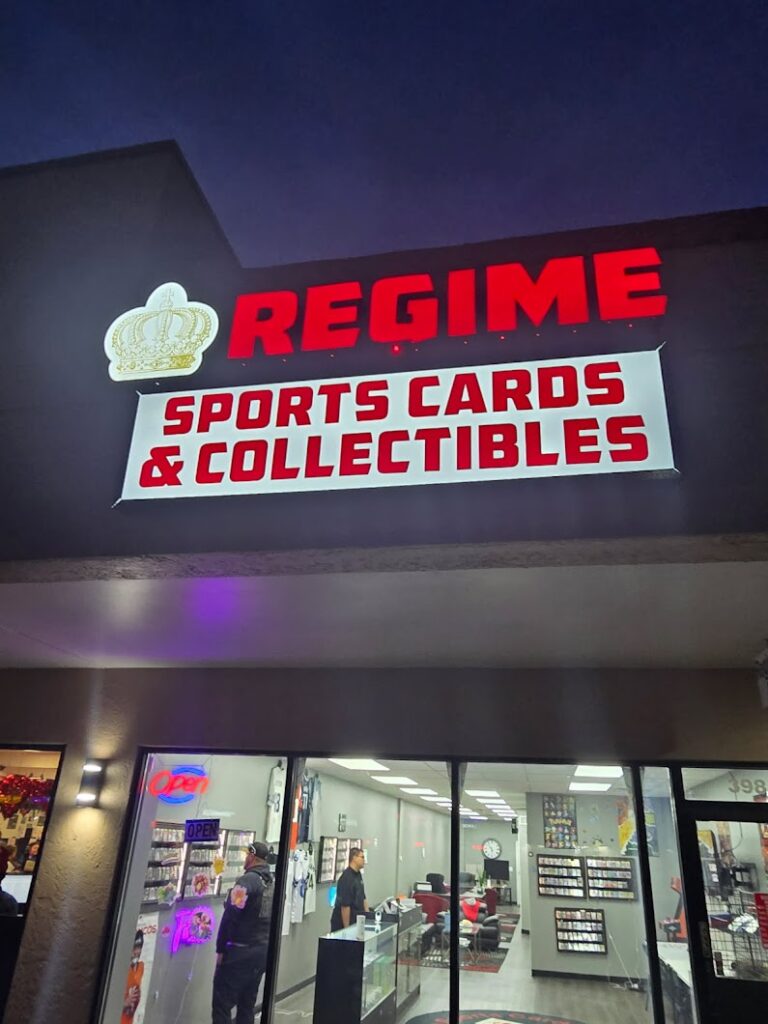 REGIME
SPORTS CARDS
& COLLECTIBLES
Open
OPEN
398